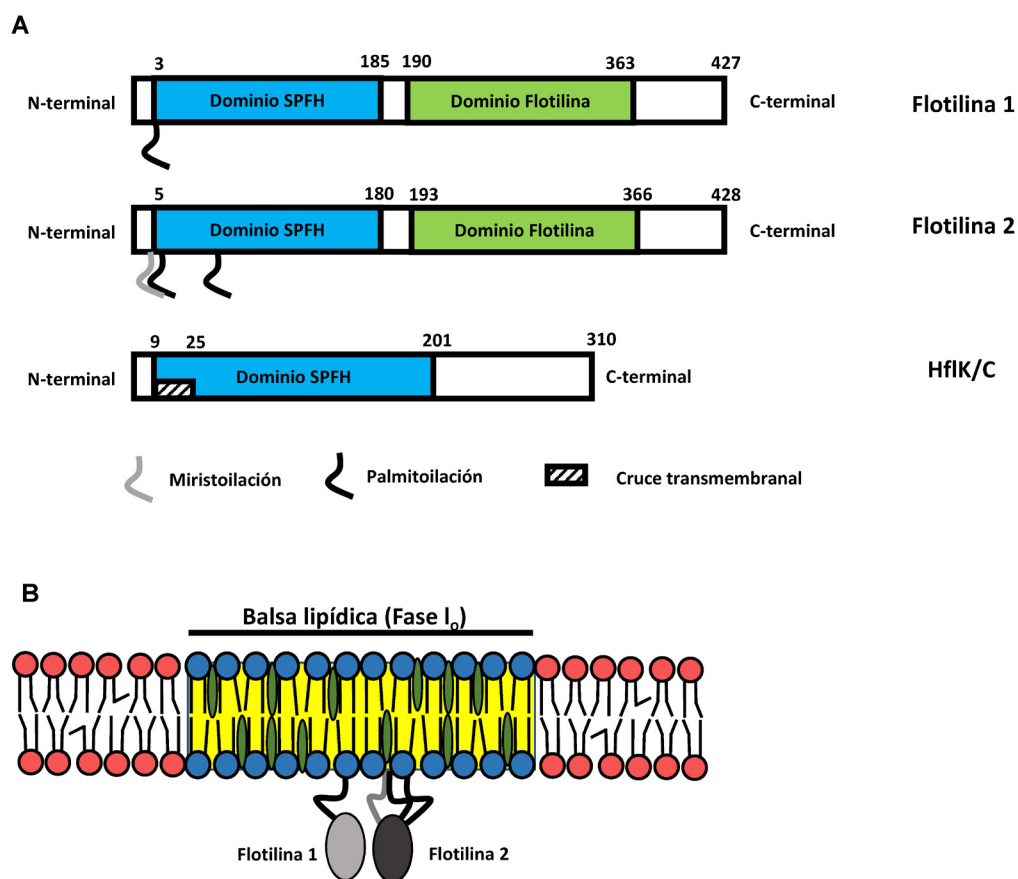 A
3 185 190 363 427
N-terminal Dominio SPFH Dominio Flotilina C-terminal Flotilina 1
5 180 193 366 428
N-terminal Dominio SPFH Dominio Flotilina C-terminal Flotilina 2
9 25 201 310
N-terminal Dominio SPFH C-terminal HflK/C
Miristoilación Palmitoilación Cruce transmembranal
B
Balsa lipídica (Fase lo)
Flotilina 1 Flotilina 2